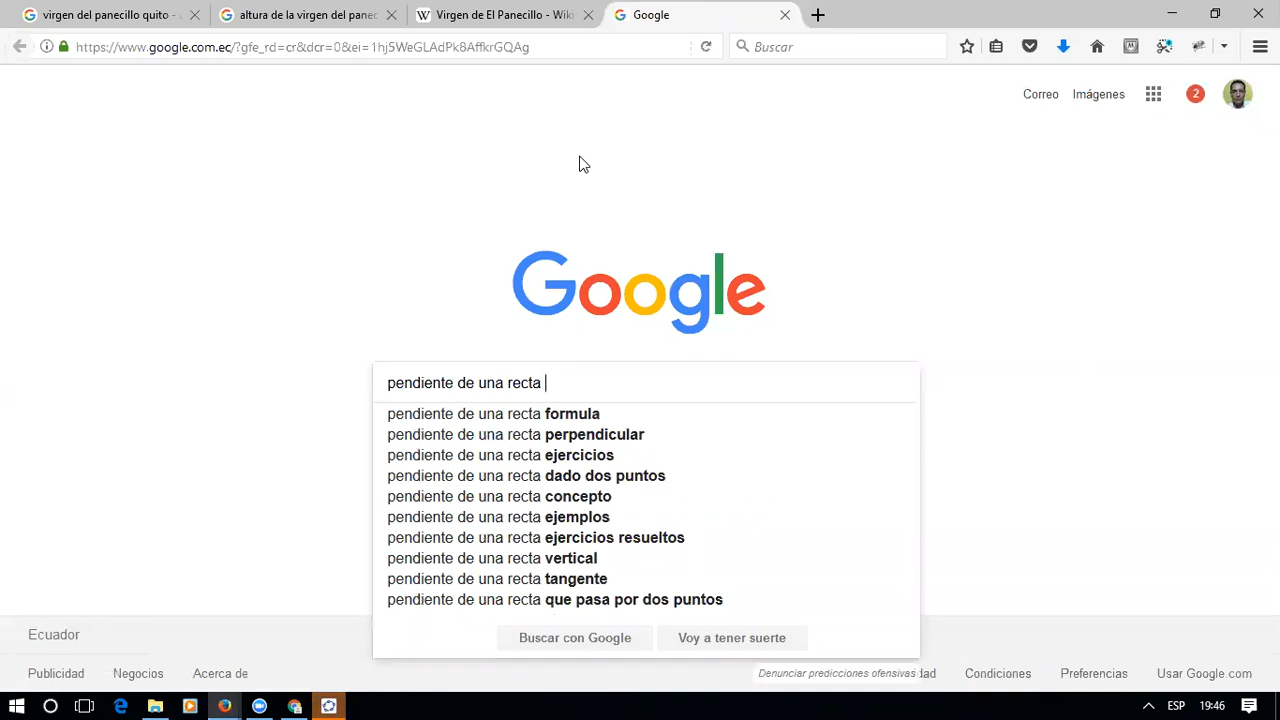 virgen del panecillo quito -
altura de la virgen del panec
W Virgen de El Panecillo - Wiki
Google
https://www.google.com.ec/?gfe_rd=cr&dcr=0&ei=1hj5WeGLAdPk8AffkrGQAg
Buscar
Correo
Imágenes
2
Google
pendiente de una recta
pendiente de una recta formula
pendiente de una recta perpendicular
pendiente de una recta ejercicios
pendiente de una recta dado dos puntos
pendiente de una recta concepto
pendiente de una recta ejemplos
pendiente de una recta ejercicios resueltos
pendiente de una recta vertical
pendiente de una recta tangente
pendiente de una recta que pasa por dos puntos
Buscar con Google
Voy a tener suerte
Ecuador
Denunciar predicciones ofensivas
Publicidad
Negocios
Acerca de
dad
Condiciones
Preferencias
Usar Google.com
ESP
19:46